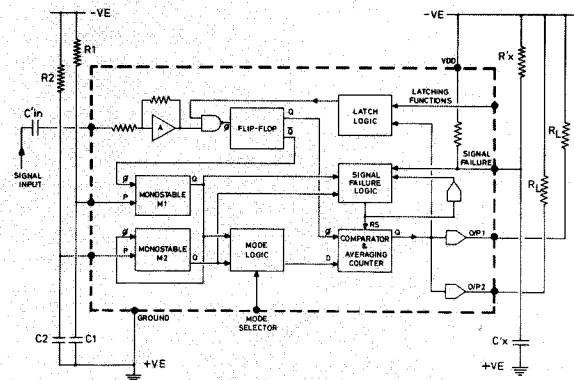 -VE
R1
R2
C'in
SIGNAL INPUT
A
Ø
FLIP-FLOP
Q
Q̅
LATCH LOGIC
LATCHING FUNCTIONS
VDD
-VE
R'x
RL
RL
SIGNAL FAILURE
SIGNAL FAILURE LOGIC
Ø
P
MONOSTABLE M1
Q
Ø
P
MONOSTABLE M2
Q
MODE LOGIC
RS
Ø
D
COMPARATOR & AVERAGING COUNTER
Q
O/P1
O/P2
GROUND
MODE SELECTOR
C2
C1
+VE
C'x
+VE